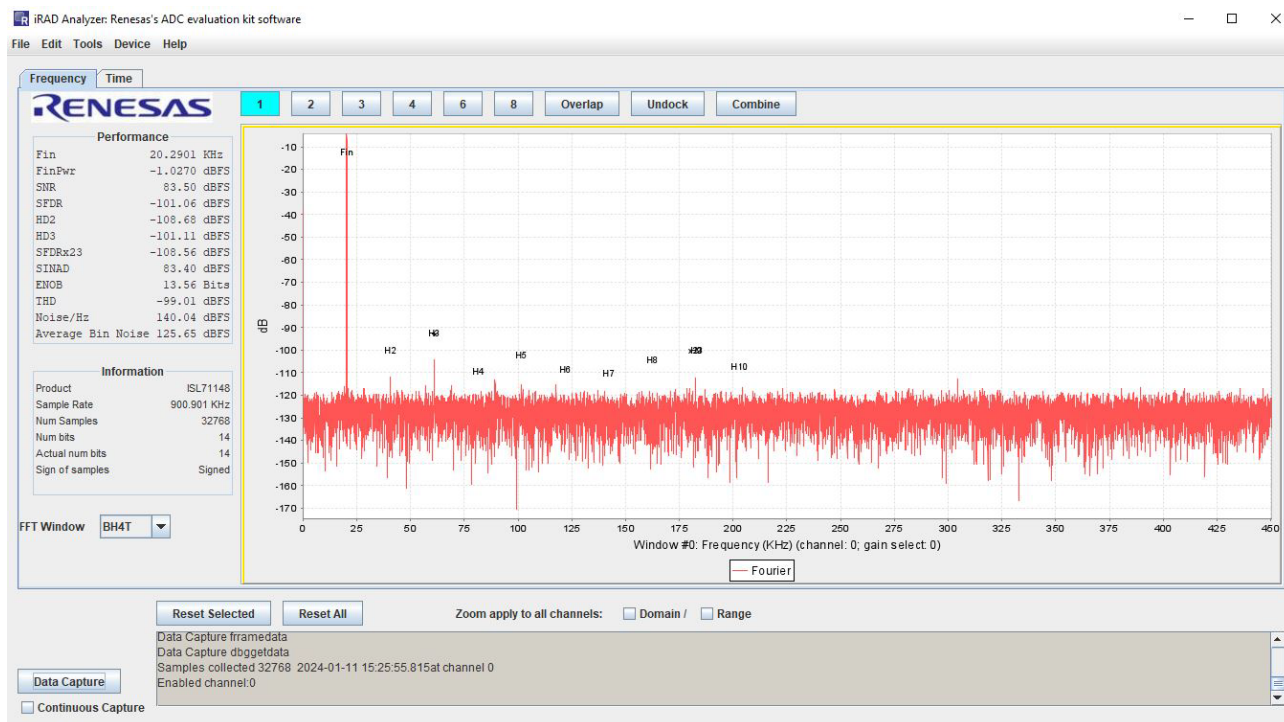 iRAD Analyzer: Renesas's ADC evaluation kit software
File Edit Tools Device Help
Frequency Time
RENESAS
1 2 3 4 6 8 Overlap Undock Combine
Performance
Fin 20.2901 KHz
FinPwr -1.0270 dBFS
SNR 83.50 dBFS
SFDR -101.06 dBFS
HD2 -108.68 dBFS
HD3 -101.11 dBFS
SFDRx23 -108.56 dBFS
SINAD 83.40 dBFS
ENOB 13.56 Bits
THD -99.01 dBFS
Noise/Hz 140.04 dBFS
Average Bin Noise 125.65 dBFS
Information
Product ISL71148
Sample Rate 900.901 KHz
Num Samples 32768
Num bits 14
Actual num bits 14
Sign of samples Signed
FFT Window BH4T
dB
-10
-20
-30
-40
-50
-60
-70
-80
-90
-100
-110
-120
-130
-140
-150
-160
-170
Fin
H2 H4 H5 H6 H7 H8 H10
0 25 50 75 100 125 150 175 200 225 250 275 300 325 350 375 400 425 450
Window #0: Frequency (KHz) (channel: 0; gain select: 0)
Fourier
Reset Selected Reset All Zoom apply to all channels: Domain / Range
Data Capture frramedata
Data Capture dbggetdata
Samples collected 32768 2024-01-11 15:25:55.815at channel 0
Enabled channel:0
Data Capture
Continuous Capture